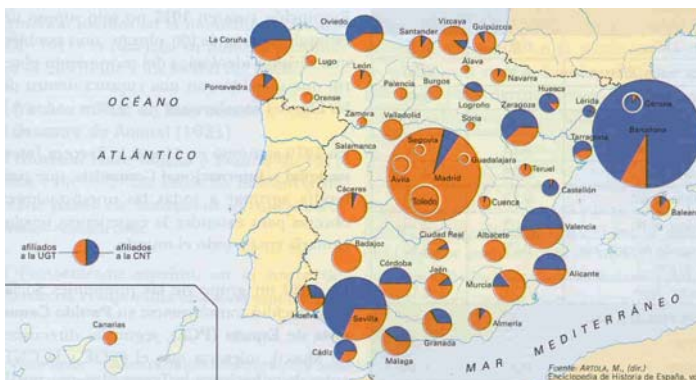 La Coruña
Oviedo
Santander
Vizcaya
Guipúzcoa
Lugo
León
Álava
Navarra
Pontevedra
Orense
Palencia
Burgos
Logroño
Huesca
Zaragoza
Lérida
Gerona
Barcelona
OCÉANO
ATLÁNTICO
Zamora
Valladolid
Soria
Tarragona
Salamanca
Segovia
Guadalajara
Ávila
Madrid
Toledo
Teruel
Castellón
Balear
Cáceres
Cuenca
Valencia
afiliados
a la UGT
afiliados
a la CNT
Badajoz
Ciudad Real
Albacete
Alicante
Córdoba
Jaén
Murcia
Huelva
Sevilla
Canarias
Cádiz
Málaga
Granada
Almería
MAR MEDITERRÁNEO
Fuente: ARTOLA, M., (dir.)
Enciclopedia de Historia de España, v